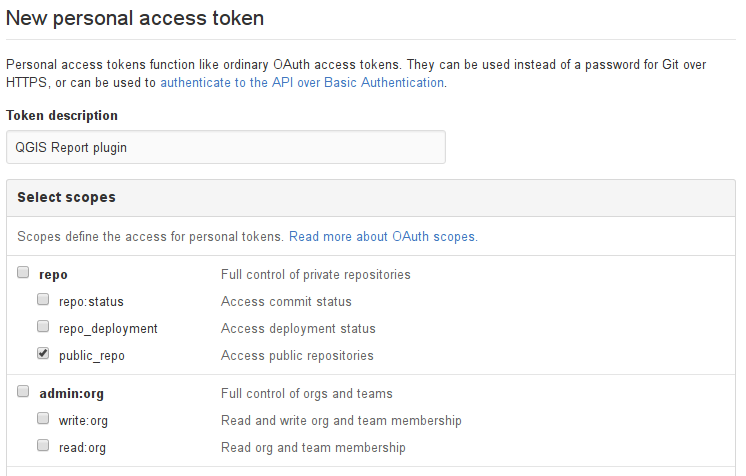 New personal access token
Personal access tokens function like ordinary OAuth access tokens. They can be used instead of a password for Git over
HTTPS, or can be used to authenticate to the API over Basic Authentication.
Token description
QGIS Report plugin
Select scopes
Scopes define the access for personal tokens. Read more about OAuth scopes.
repo Full control of private repositories
repo:status Access commit status
repo_deployment Access deployment status
public_repo Access public repositories
admin:org Full control of orgs and teams
write:org Read and write org and team membership
read:org Read org and team membership